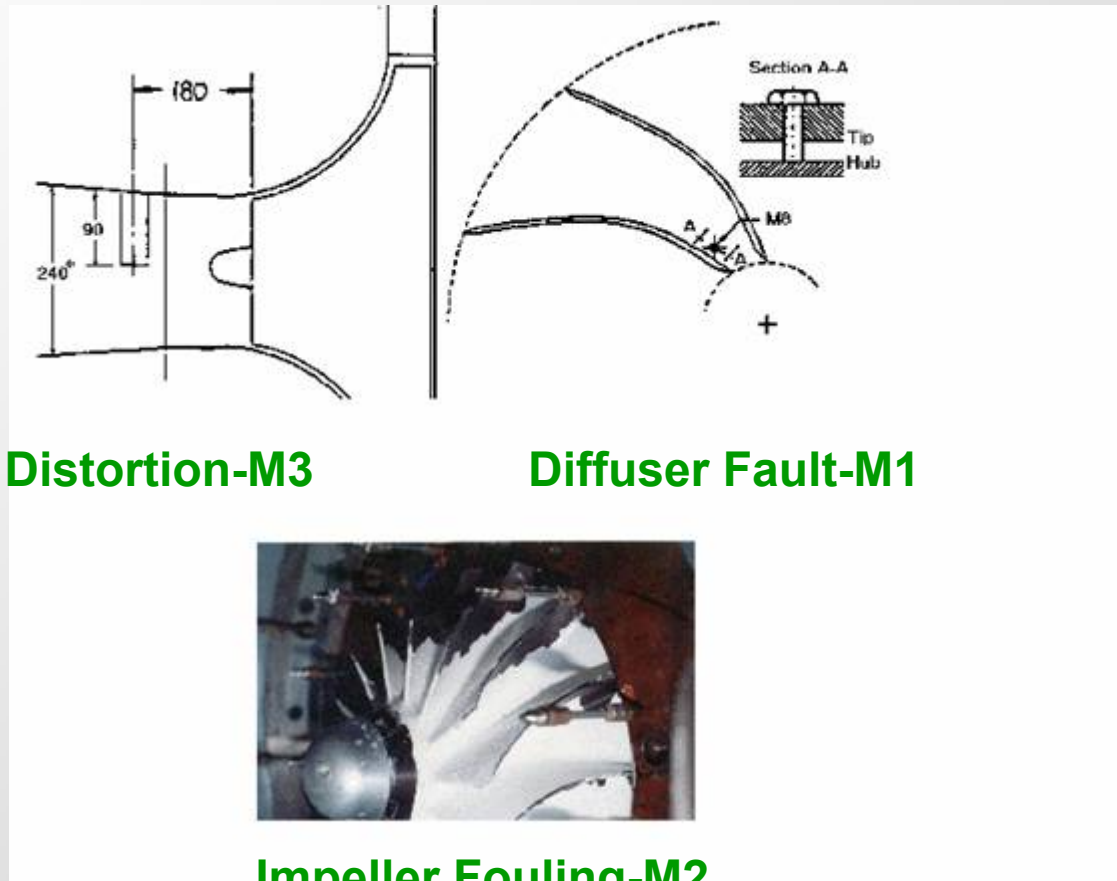 180
90
240
Section A-A
Tip
Hub
M8
A
A
Distortion-M3
Diffuser Fault-M1
Impeller Fouling-M2